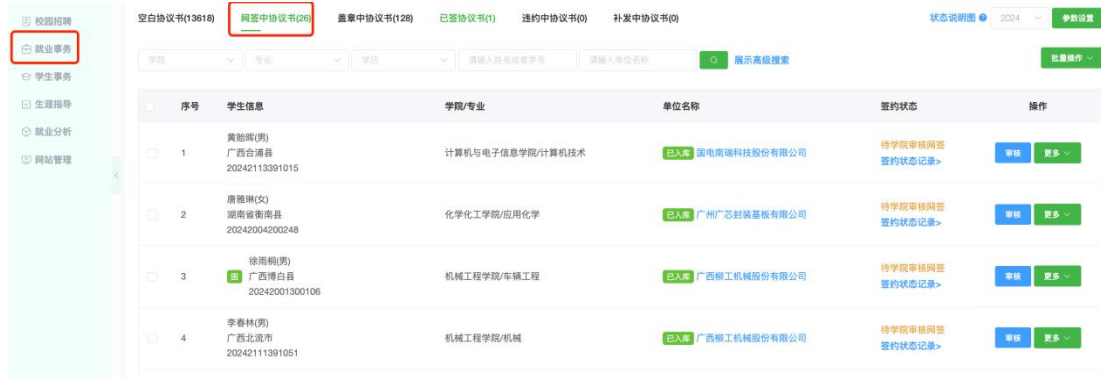 校园招聘
就业事务
学生事务
生涯指导
就业分析
网站管理
空白协议书(13618) 网签中协议书(26) 盖章中协议书(128) 已签协议书(1) 违约中协议书(0) 补发中协议书(0) 状态说明图 2024 参数设置
学院 专业 学历 请输入姓名或者学号 请输入单位名称 展示高级搜索 批量操作
序号 学生信息 学院/专业 单位名称 签约状态 操作
黄贻晖(男)
1 广西合浦县 计算机与电子信息学院/计算机技术 已入库 国电南瑞科技股份有限公司 待学院审核网签 审核 更多
20242113391015 签约状态记录>
唐雅琳(女)
2 湖南省衡南县 化学化工学院/应用化学 已入库 广州广芯封装基板有限公司 待学院审核网签 审核 更多
20242004200248 签约状态记录>
徐雨桐(男)
3 困 广西博白县 机械工程学院/车辆工程 已入库 广西柳工机械股份有限公司 待学院审核网签 审核 更多
20242001300106 签约状态记录>
李春林(男)
4 广西北流市 机械工程学院/机械 已入库 广西柳工机械股份有限公司 待学院审核网签 审核 更多
20242111391051 签约状态记录>